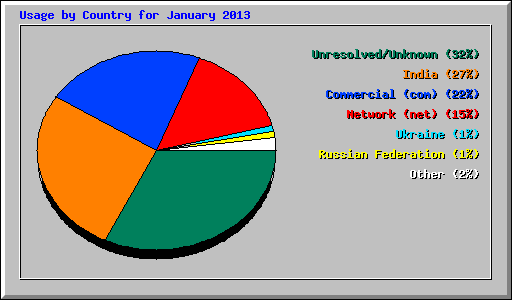 Usage by Country for January 2013
Unresolved/Unknown (32%)
India (27%)
Commercial (com) (22%)
Network (net) (15%)
Ukraine (1%)
Russian Federation (1%)
Other (2%)